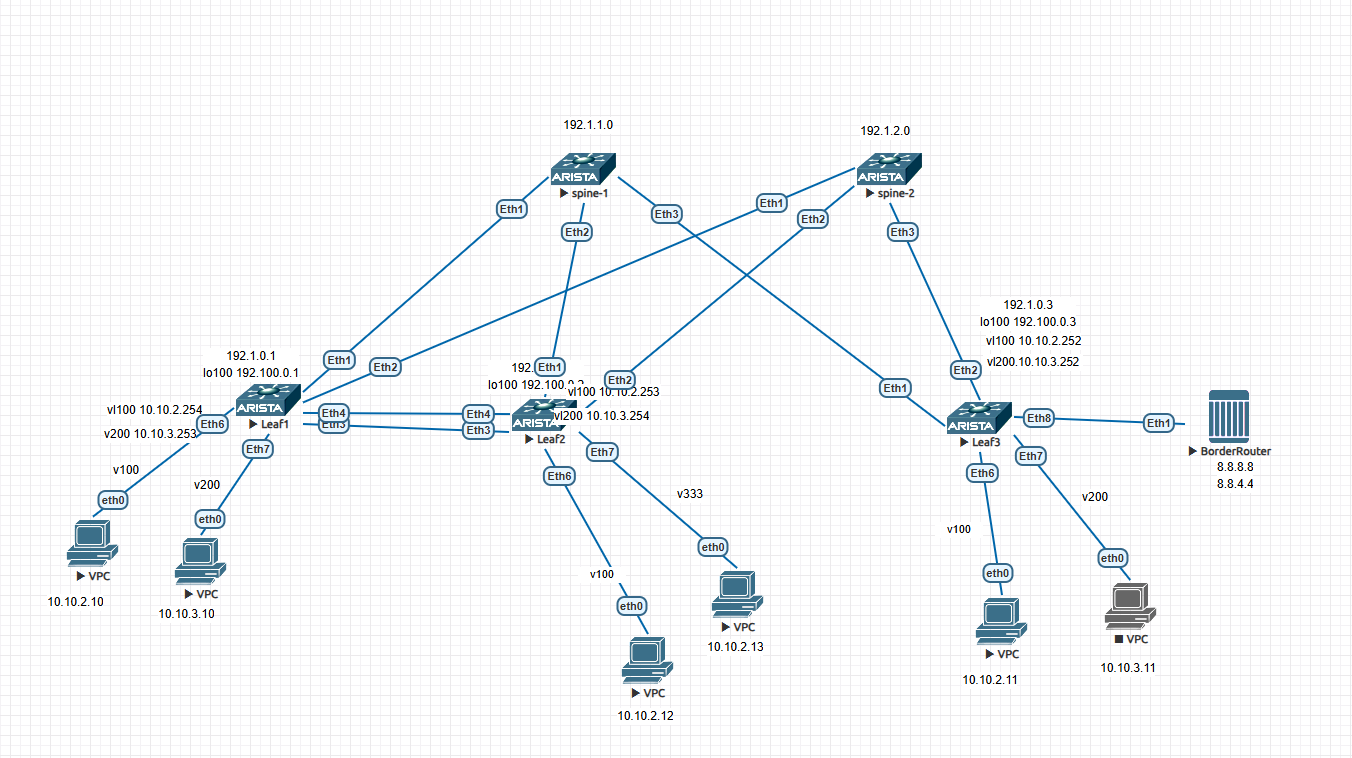 192.1.1.0
192.1.2.0
ARISTA
spine-1
ARISTA
spine-2
Eth1
Eth2
Eth3
Eth1
Eth2
Eth3
192.1.0.3
lo100 192.100.0.3
vl100 10.10.2.252
vl200.10.10.3.252
192.1.0.1
lo100 192.100.0.1
Eth1
Eth2
192.
lo100 192.100.0.2
Eth1
Eth2
vl100 10.10.2.253
vl200 10.10.3.254
Eth2
Eth1
ARISTA
Leaf1
vl100 10.10.2.254
v200 10.10.3.253
Eth6
Eth4
Eth3
Eth7
Eth4
Eth3
ARISTA
Leaf2
Eth7
Eth6
ARISTA
Leaf3
Eth8
Eth7
Eth6
Eth1
BorderRouter
8.8.8.8
8.8.4.4
v100
v200
v333
v100
v100
v200
eth0
VPC
10.10.2.10
eth0
VPC
10.10.3.10
eth0
VPC
10.10.2.12
eth0
VPC
10.10.2.13
eth0
VPC
10.10.2.11
eth0
VPC
10.10.3.11